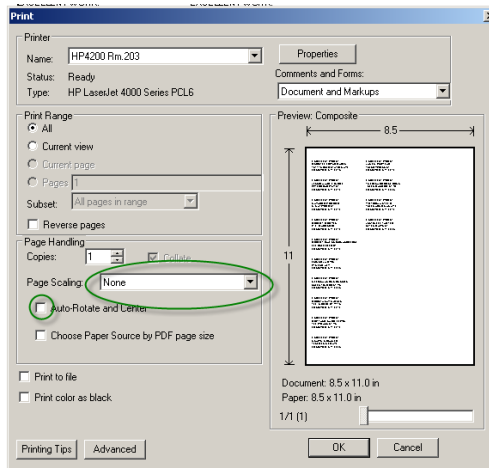 Print
Printer
Name: HP4200 Rm.203
Properties
Status: Ready
Comments and Forms:
Type: HP LaserJet 4000 Series PCL6
Document and Markups
Print Range
All
Current view
Current page
Pages 1
Subset: All pages in range
Reverse pages
Page Handling
Copies: 1
Collate
Page Scaling: None
Auto-Rotate and Center
Choose Paper Source by PDF page size
Print to file
Print color as black
Preview: Composite
8.5
11
Document: 8.5 x 11.0 in
Paper: 8.5 x 11.0 in
1/1 (1)
Printing Tips
Advanced
OK
Cancel